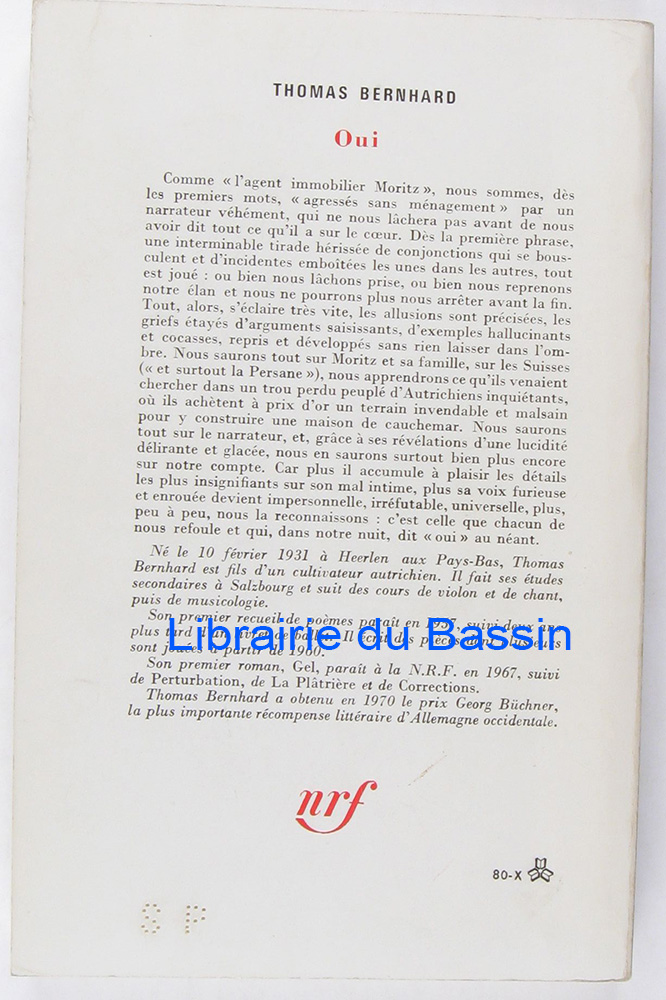 THOMAS BERNHARD
Oui
Comme « l'agent immobilier Moritz », nous sommes, dès
les premiers mots, « agressés sans ménagement » par un
narrateur véhément, qui ne nous lâchera pas avant de nous
avoir dit tout ce qu'il a sur le cœur. Dès la première phrase,
une interminable tirade hérissée de conjonctions qui se bous-
culent et d'incidentes emboîtées les unes dans les autres, tout
est joué : ou bien nous lâchons prise, ou bien nous reprenons
notre élan et nous ne pourrons plus nous arrêter avant la fin.
Tout, alors, s'éclaire très vite, les allusions sont précisées, les
griefs étayés d'arguments saisissants, d'exemples hallucinants
et cocasses, repris et développés sans rien laisser dans l'om-
bre. Nous saurons tout sur Moritz et sa famille, sur les Suisses
(« et surtout la Persane »), nous apprendrons ce qu'ils venaient
chercher dans un trou perdu peuplé d'Autrichiens inquiétants,
où ils achètent à prix d'or un terrain invendable et malsain
pour y construire une maison de cauchemar. Nous saurons
tout sur le narrateur, et, grâce à ses révélations d'une lucidité
délirante et glacée, nous en saurons surtout bien plus encore
sur notre compte. Car plus il accumule à plaisir les détails
les plus insignifiants sur son mal intime, plus sa voix furieuse
et enrouée devient impersonnelle, irréfutable, universelle, plus,
peu à peu, nous la reconnaissons : c'est celle que chacun de
nous refoule et qui, dans notre nuit, dit « oui » au néant.
Né le 10 février 1931 à Heerlen aux Pays-Bas, Thomas
Bernhard est fils d'un cultivateur autrichien. Il fait ses études
secondaires à Salzbourg et suit des cours de violon et de chant,
puis de musicologie.
Son premier recueil de poèmes paraît en 1957, suivi deux ans
plus tard d'un livret de ballet. Il écrit des pièces dont plusieurs
sont jouées à partir de 1960.
Librairie du Bassin
Son premier roman, Gel, paraît à la N.R.F. en 1967, suivi
de Perturbation, de La Plâtrière et de Corrections.
Thomas Bernhard a obtenu en 1970 le prix Georg Büchner,
la plus importante récompense littéraire d'Allemagne occidentale.
nrf
80-X
S P